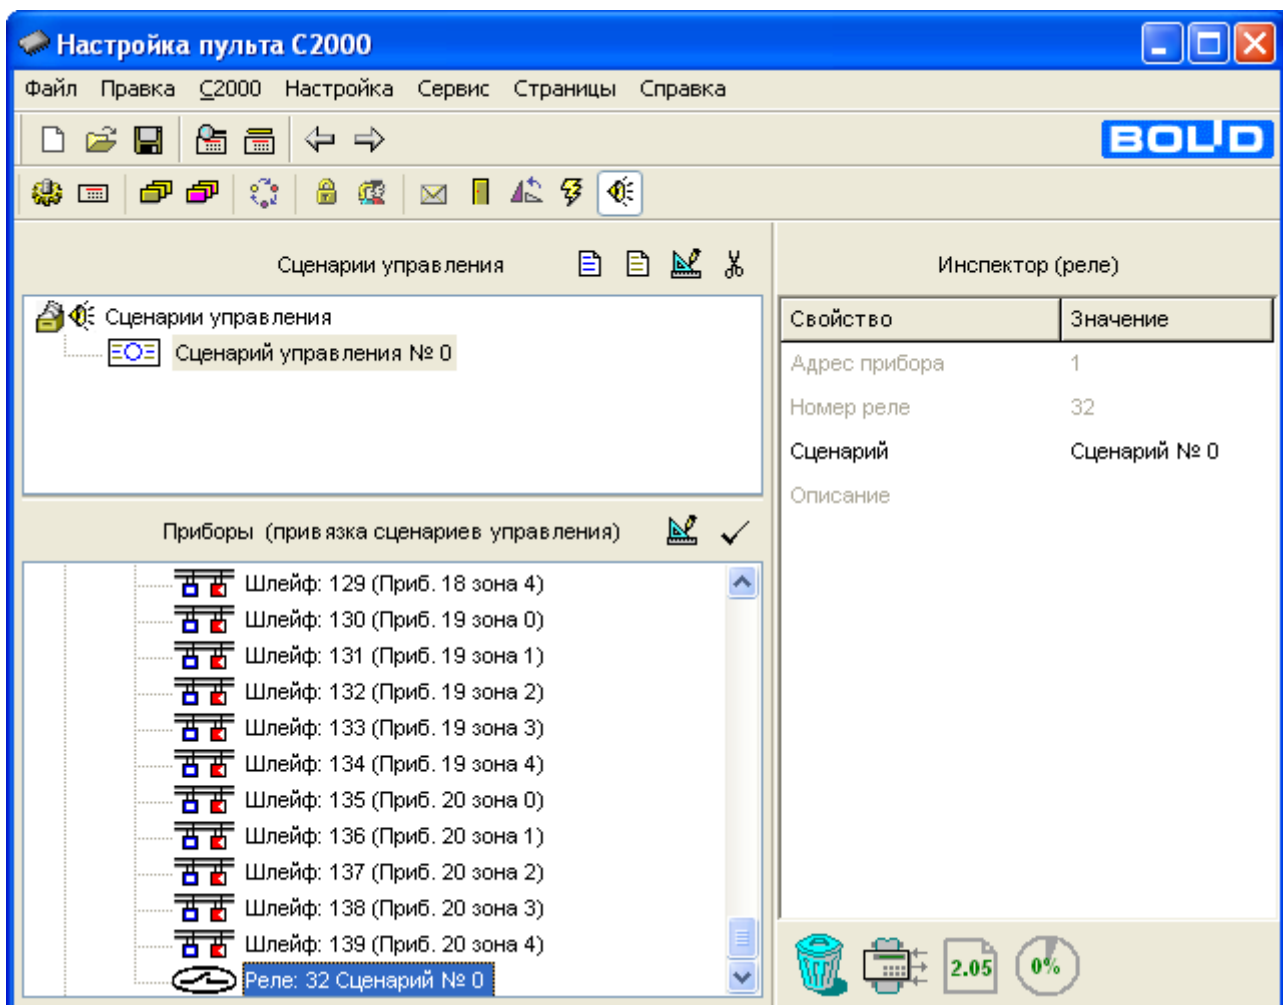 Настройка пульта С2000
Файл Правка С2000 Настройка Сервис Страницы Справка
BOLID
Сценарии управления
Сценарии управления
Сценарий управления № 0
Приборы (привязка сценариев управления)
Шлейф: 129 (Приб. 18 зона 4)
Шлейф: 130 (Приб. 19 зона 0)
Шлейф: 131 (Приб. 19 зона 1)
Шлейф: 132 (Приб. 19 зона 2)
Шлейф: 133 (Приб. 19 зона 3)
Шлейф: 134 (Приб. 19 зона 4)
Шлейф: 135 (Приб. 20 зона 0)
Шлейф: 136 (Приб. 20 зона 1)
Шлейф: 137 (Приб. 20 зона 2)
Шлейф: 138 (Приб. 20 зона 3)
Шлейф: 139 (Приб. 20 зона 4)
Реле: 32 Сценарий № 0
Инспектор (реле)
Свойство Значение
Адрес прибора 1
Номер реле 32
Сценарий Сценарий № 0
Описание
2.05 0%